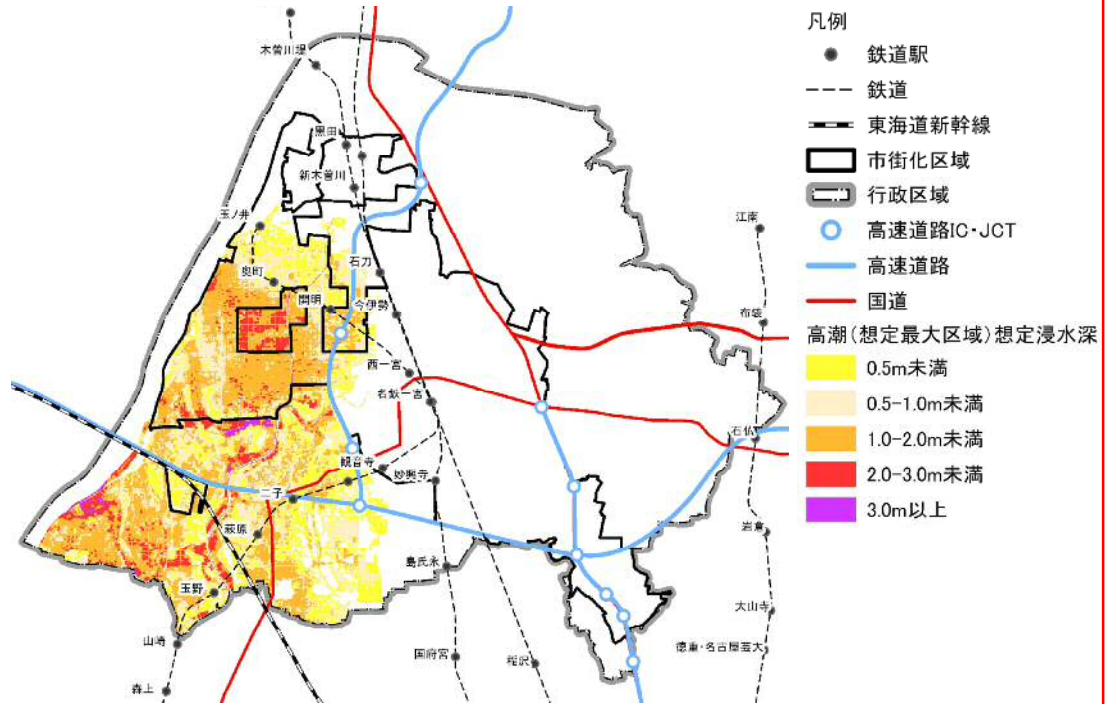 木曽川堤
黒田
新木曽川
玉ノ井
石刀
奥町
開明
今伊勢
西一宮
名鉄一宮
観音寺
妙興寺
二子
萩原
島氏永
玉野
山崎
国府宮
稲沢
森上
江南
布袋
石仏
岩倉
大山寺
徳重・名古屋芸大
凡例
鉄道駅
鉄道
東海道新幹線
市街化区域
行政区域
高速道路IC・JCT
高速道路
国道
高潮(想定最大区域)想定浸水深
0.5m未満
0.5-1.0m未満
1.0-2.0m未満
2.0-3.0m未満
3.0m以上